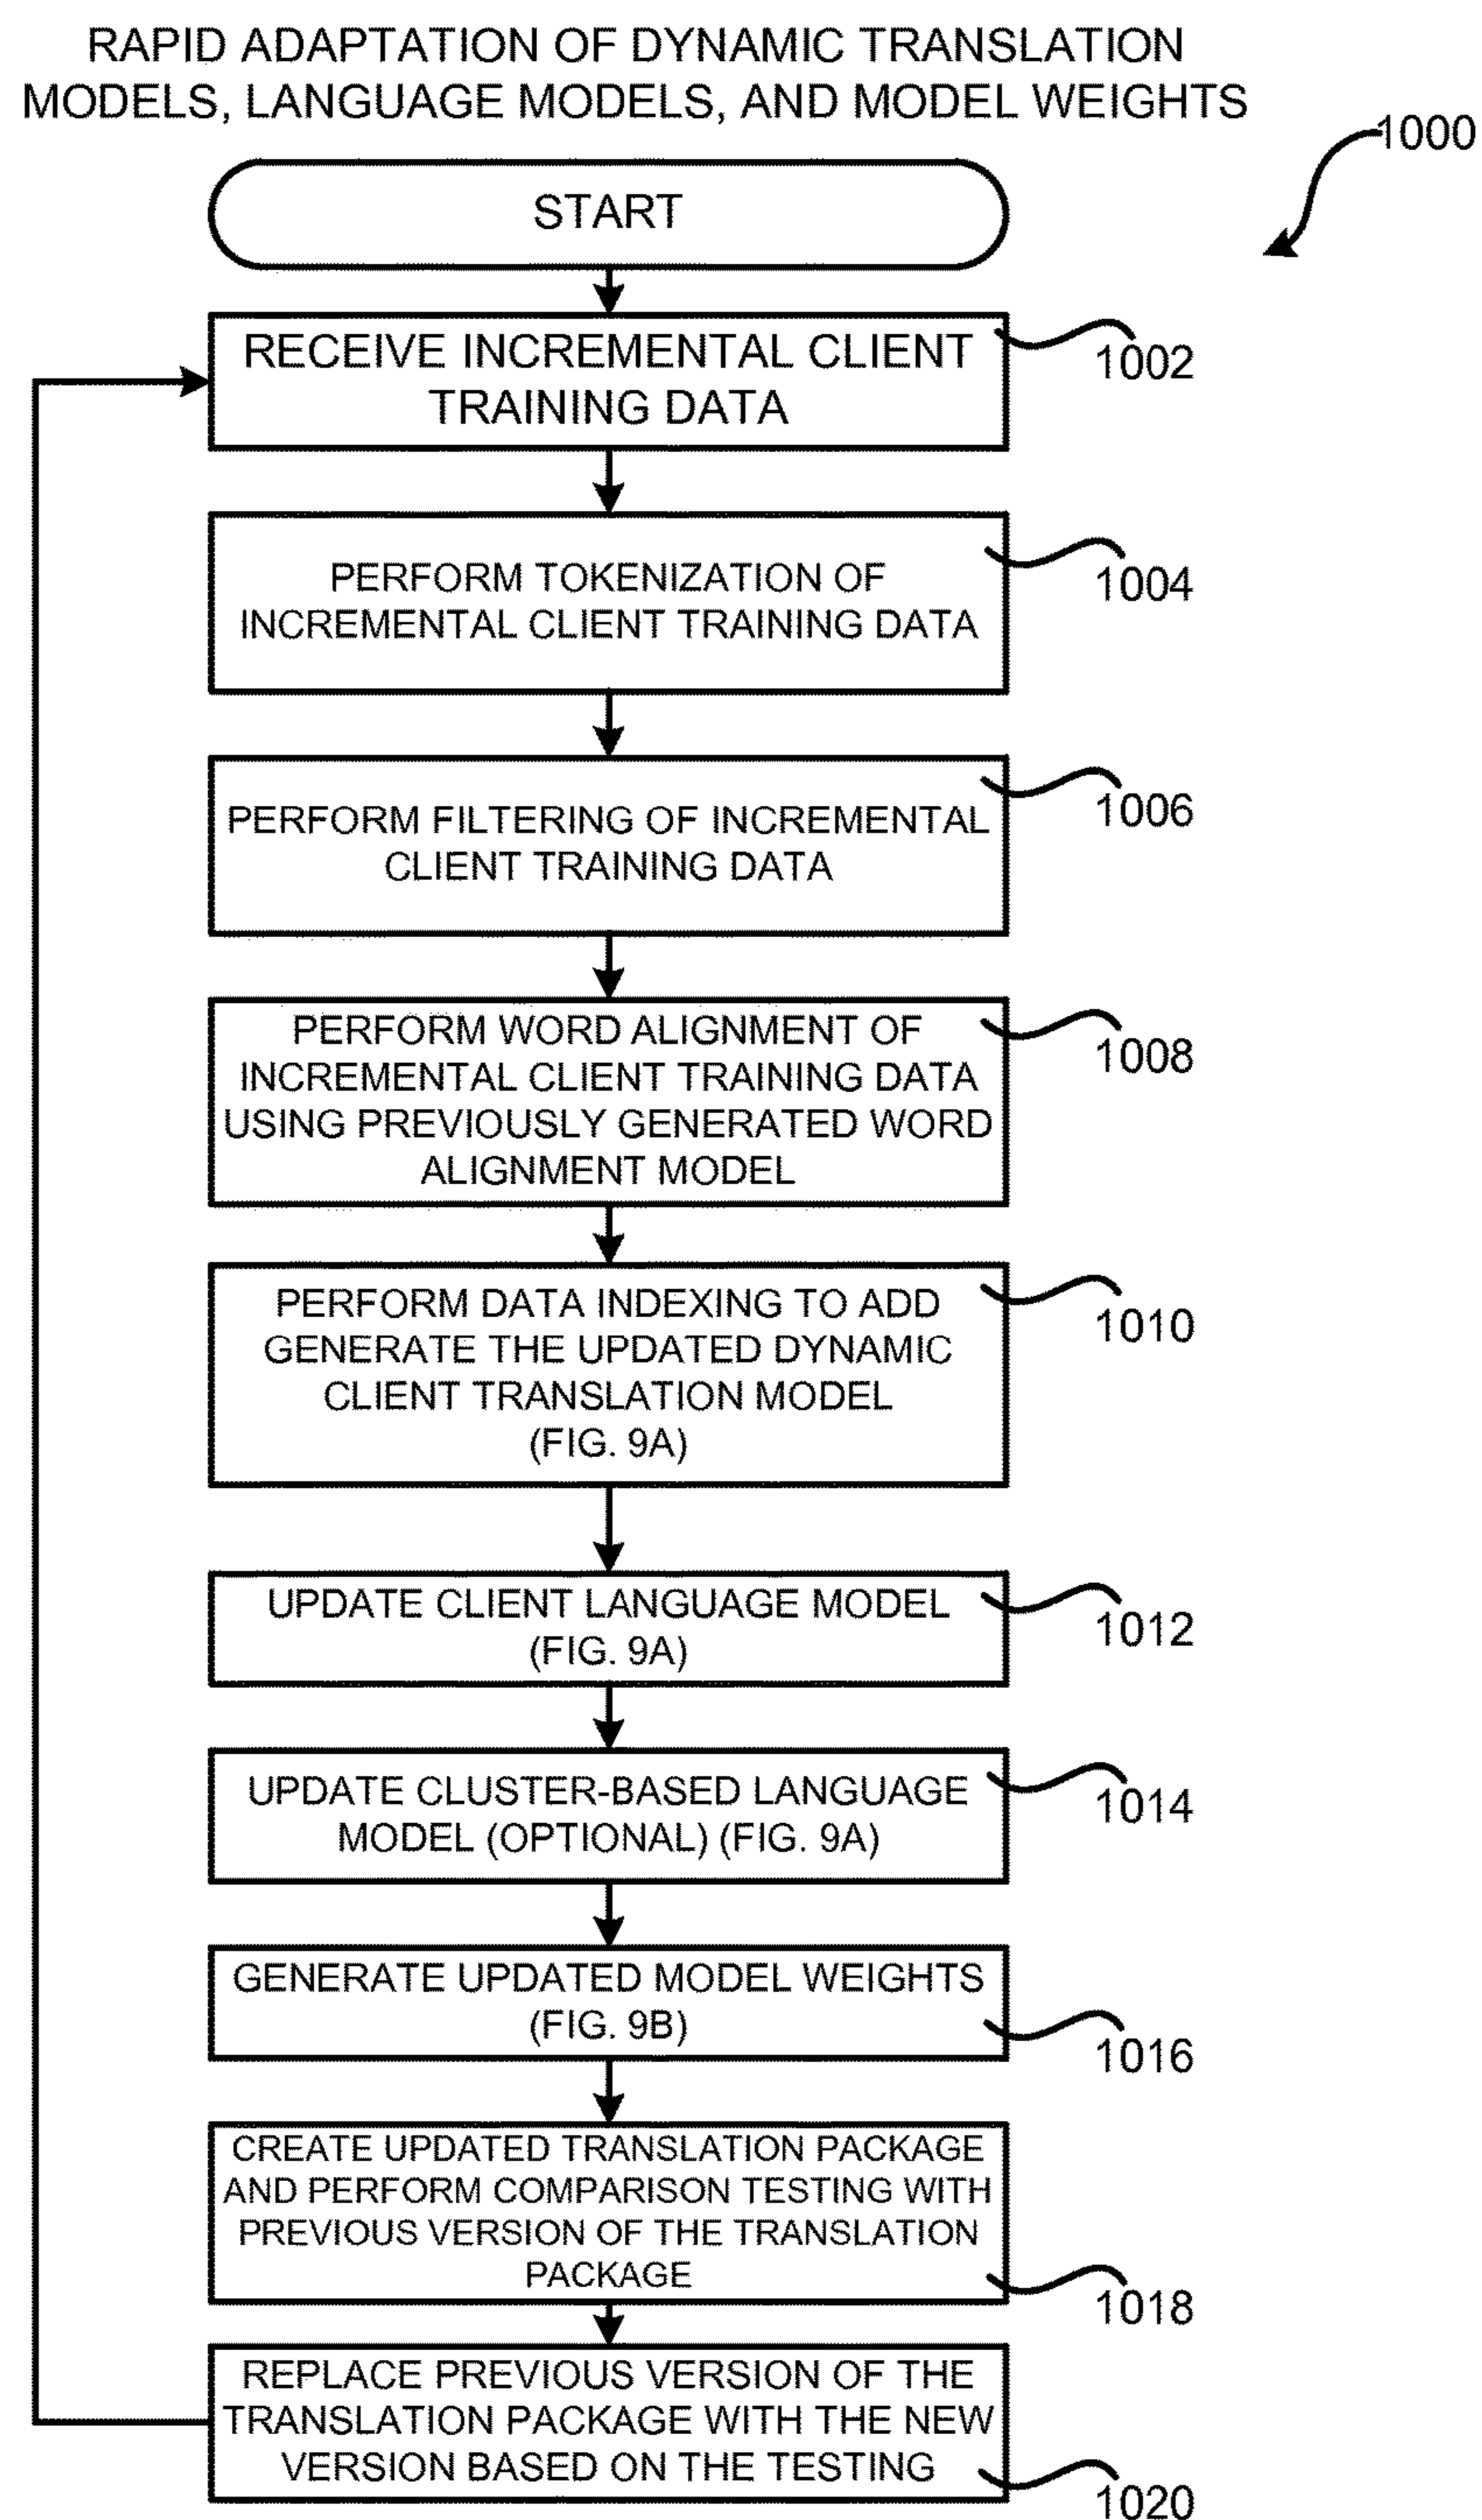 RAPID ADAPTATION OF DYNAMIC TRANSLATION
MODELS, LANGUAGE MODELS, AND MODEL WEIGHTS
1000
START
RECEIVE INCREMENTAL CLIENT
TRAINING DATA
1002
PERFORM TOKENIZATION OF
INCREMENTAL CLIENT TRAINING DATA
1004
PERFORM FILTERING OF INCREMENTAL
CLIENT TRAINING DATA
1006
PERFORM WORD ALIGNMENT OF
INCREMENTAL CLIENT TRAINING DATA
USING PREVIOUSLY GENERATED WORD
ALIGNMENT MODEL
1008
PERFORM DATA INDEXING TO ADD
GENERATE THE UPDATED DYNAMIC
CLIENT TRANSLATION MODEL
(FIG. 9A)
1010
UPDATE CLIENT LANGUAGE MODEL
(FIG. 9A)
1012
UPDATE CLUSTER-BASED LANGUAGE
MODEL (OPTIONAL) (FIG. 9A)
1014
GENERATE UPDATED MODEL WEIGHTS
(FIG. 9B)
1016
CREATE UPDATED TRANSLATION PACKAGE
AND PERFORM COMPARISON TESTING WITH
PREVIOUS VERSION OF THE TRANSLATION
PACKAGE
1018
REPLACE PREVIOUS VERSION OF THE
TRANSLATION PACKAGE WITH THE NEW
VERSION BASED ON THE TESTING
1020